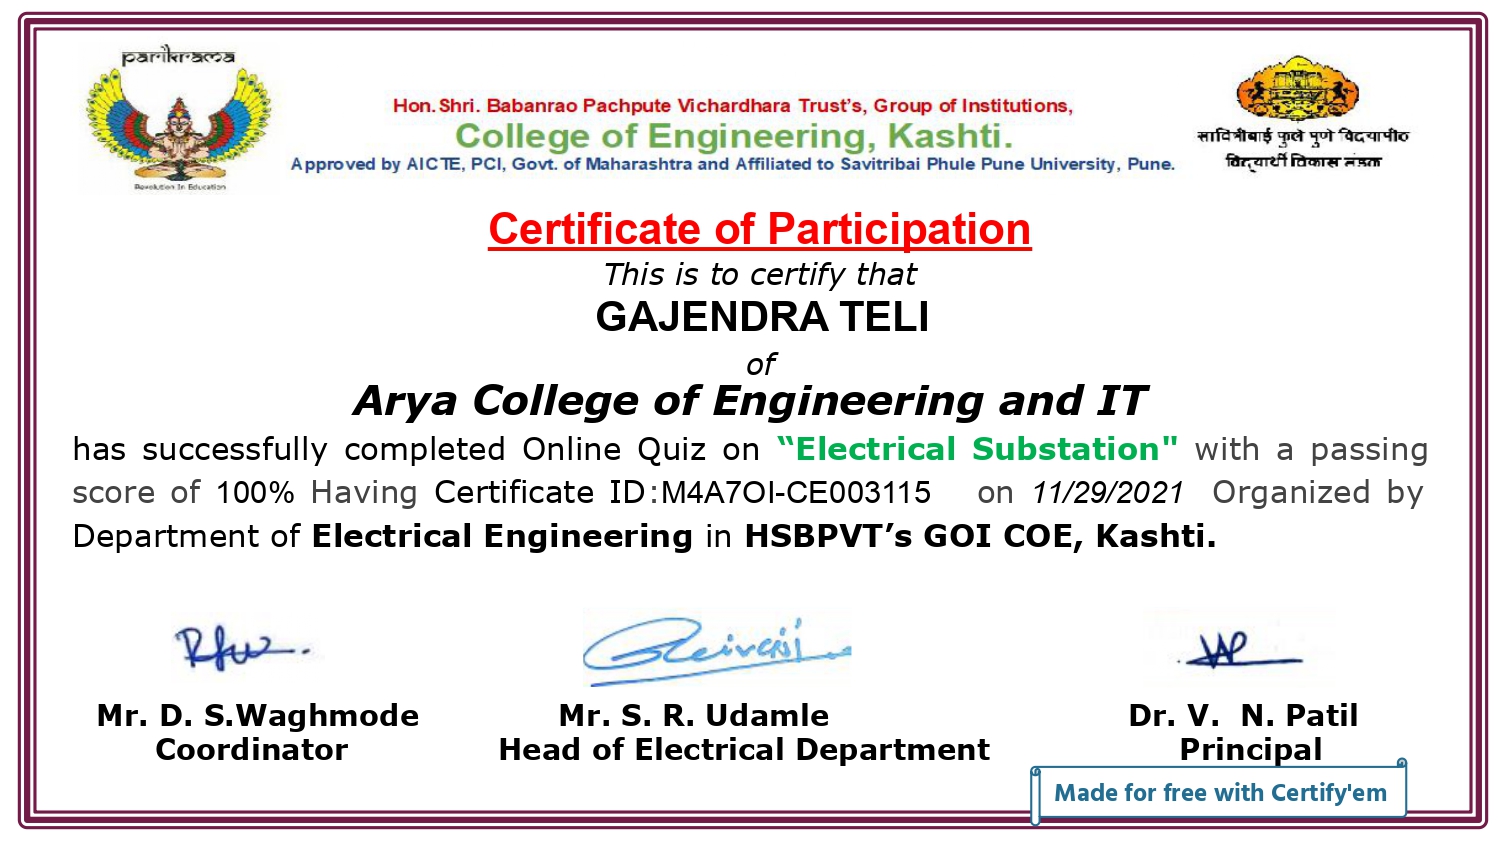 parikrama
Revolution In Education
Hon.Shri. Babanrao Pachpute Vichardhara Trust's, Group of Institutions,
College of Engineering, Kashti.
Approved by AICTE, PCI, Govt. of Maharashtra and Affiliated to Savitribai Phule Pune University, Pune.
सावित्रीबाई फुले पुणे विद्यापीठ
विद्यार्थी विकास मंडळ
Certificate of Participation
This is to certify that
GAJENDRA TELI
of
Arya College of Engineering and IT
has successfully completed Online Quiz on “Electrical Substation" with a passing
score of 100% Having Certificate ID:M4A7OI-CE003115 on 11/29/2021 Organized by
Department of Electrical Engineering in HSBPVT’s GOI COE, Kashti.
Mr. D. S.Waghmode
Coordinator
Mr. S. R. Udamle
Head of Electrical Department
Dr. V. N. Patil
Principal
Made for free with Certify'em